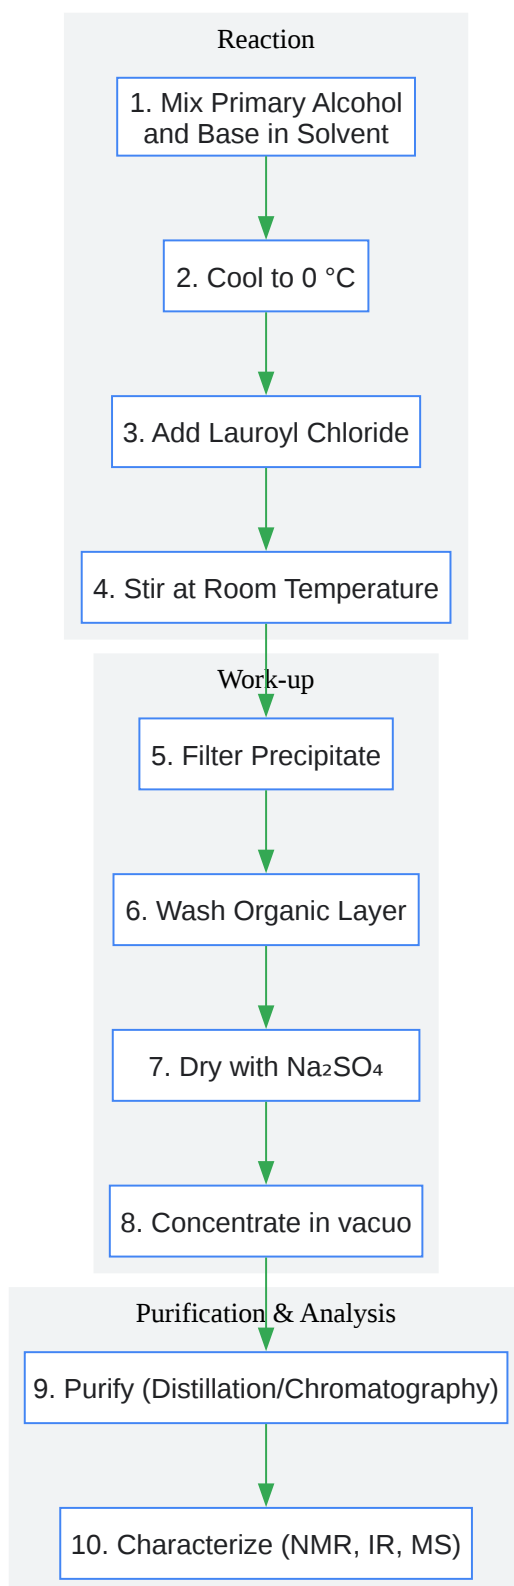 Reaction
1. Mix Primary Alcohol
and Base in Solvent
2. Cool to 0 °C
3. Add Lauroyl Chloride
4. Stir at Room Temperature
Work-up
5. Filter Precipitate
6. Wash Organic Layer
7. Dry with Na₂SO₄
8. Concentrate in vacuo
Purification & Analysis
9. Purify (Distillation/Chromatography)
10. Characterize (NMR, IR, MS)